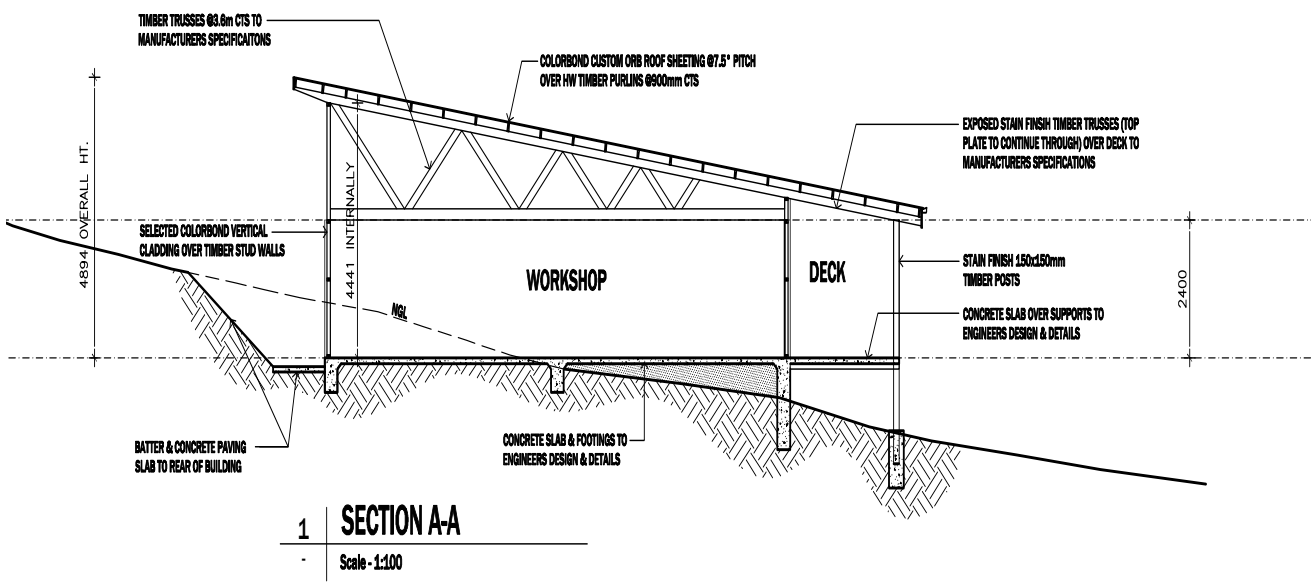 TIMBER TRUSSES @3.6m CTS TO
MANUFACTURERS SPECIFICAITONS
COLORBOND CUSTOM ORB ROOF SHEETING @7.5° PITCH
OVER HW TIMBER PURLINS @900mm CTS
EXPOSED STAIN FINSIH TIMBER TRUSSES (TOP
PLATE TO CONTINUE THROUGH) OVER DECK TO
MANUFACTURERS SPECIFICATIONS
4894 OVERALL HT.
4441 INTERNALLY
SELECTED COLORBOND VERTICAL
CLADDING OVER TIMBER STUD WALLS
WORKSHOP
DECK
STAIN FINISH 150x150mm
TIMBER POSTS
2400
NGL
CONCRETE SLAB OVER SUPPORTS TO
ENGINEERS DESIGN & DETAILS
BATTER & CONCRETE PAVING
SLAB TO REAR OF BUILDING
CONCRETE SLAB & FOOTINGS TO
ENGINEERS DESIGN & DETAILS
1 SECTION A-A
- Scale - 1:100